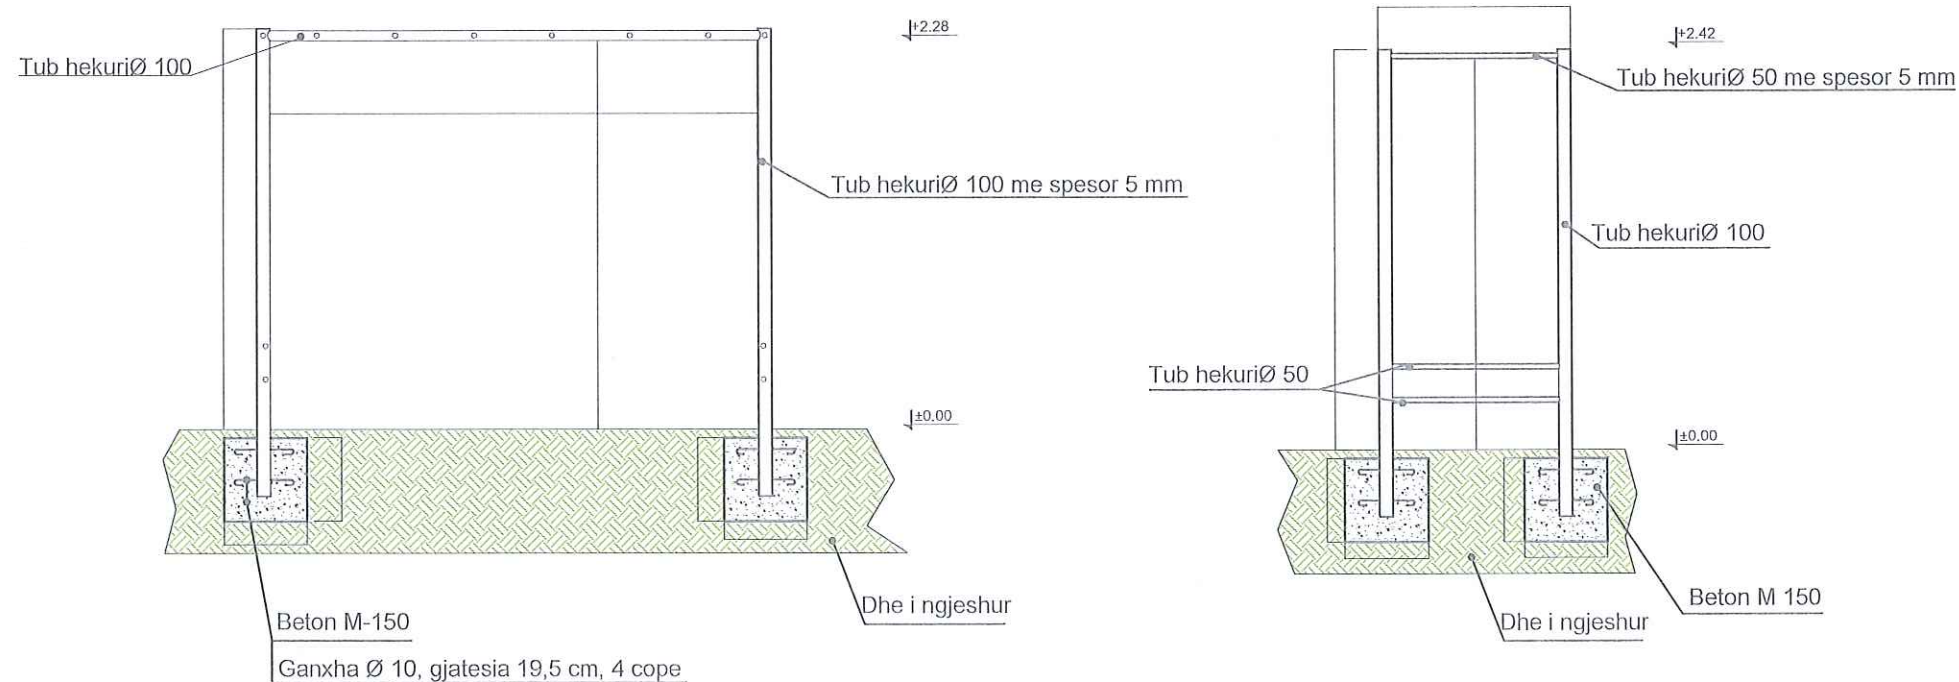 +2.28
Tub hekuriØ 100
Tub hekuriØ 100 me spesor 5 mm
±0.00
Dhe i ngjeshur
Beton M-150
Ganxha Ø 10, gjatesia 19,5 cm, 4 cope
+2.42
Tub hekuriØ 50 me spesor 5 mm
Tub hekuriØ 100
Tub hekuriØ 50
±0.00
Beton M 150
Dhe i ngjeshur